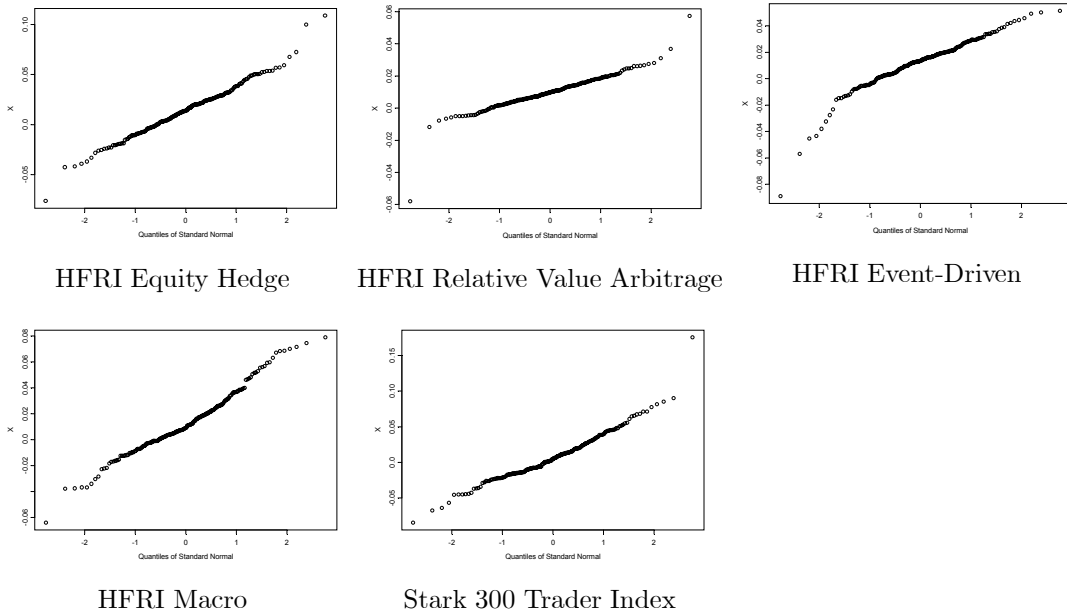 0.10
0.05
0.0
-0.05
X
-2 -1 0 1 2
Quantiles of Standard Normal
HFRI Equity Hedge
0.06
0.04
0.02
0.0
-0.02
-0.04
-0.06
X
-2 -1 0 1 2
Quantiles of Standard Normal
HFRI Relative Value Arbitrage
0.04
0.02
0.0
-0.02
-0.04
-0.06
-0.08
X
-2 -1 0 1 2
Quantiles of Standard Normal
HFRI Event-Driven
0.08
0.06
0.04
0.02
0.0
-0.02
-0.06
X
-2 -1 0 1 2
Quantiles of Standard Normal
HFRI Macro
0.15
0.10
0.05
0.0
-0.05
X
-2 -1 0 1 2
Quantiles of Standard Normal
Stark 300 Trader Index